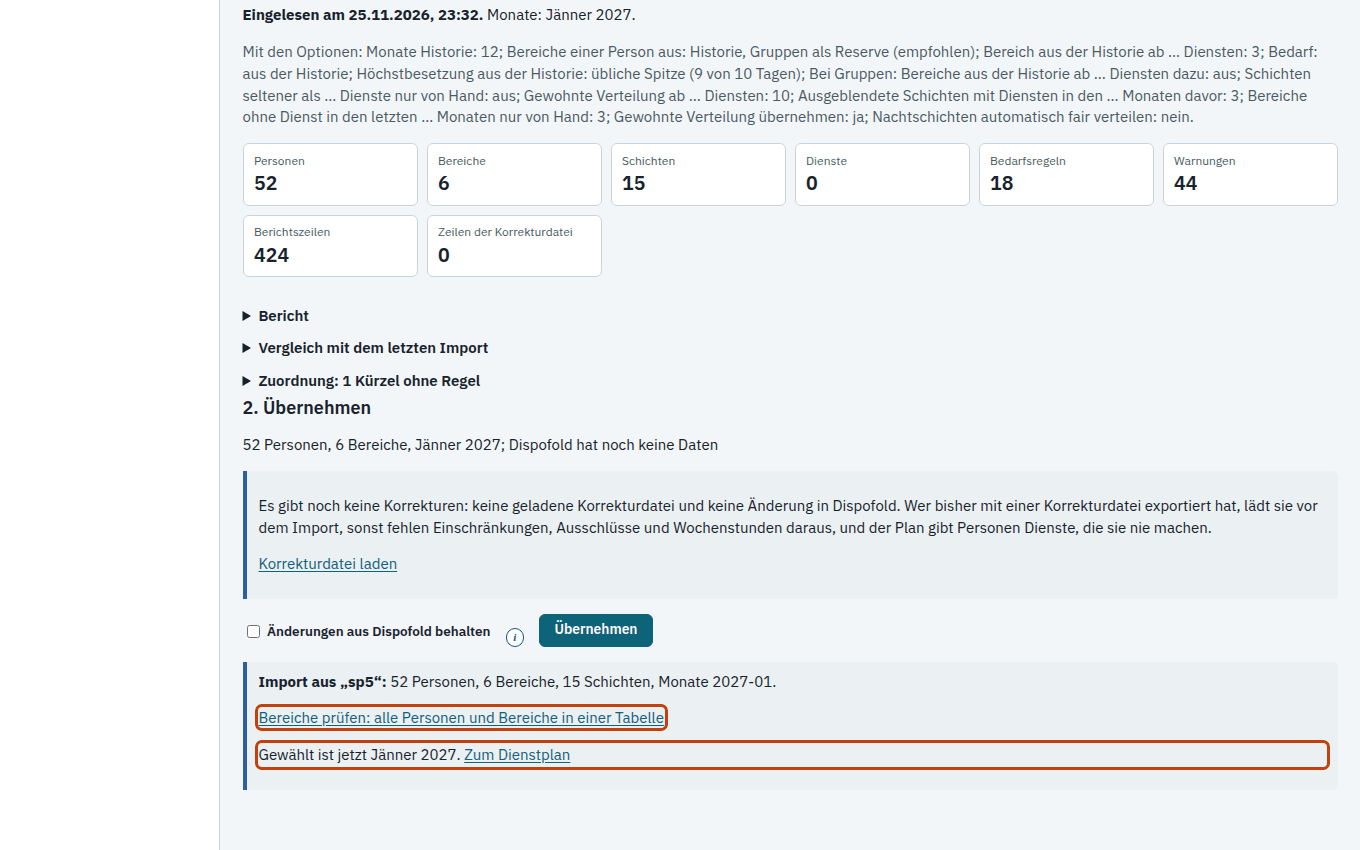 Eingelesen am 25.11.2026, 23:32. Monate: Jänner 2027.
Mit den Optionen: Monate Historie: 12; Bereiche einer Person aus: Historie, Gruppen als Reserve (empfohlen); Bereich aus der Historie ab ... Diensten: 3; Bedarf:
aus der Historie; Höchstbesetzung aus der Historie: übliche Spitze (9 von 10 Tagen); Bei Gruppen: Bereiche aus der Historie ab ... Diensten dazu: aus; Schichten
seltener als ... Dienste nur von Hand: aus; Gewohnte Verteilung ab ... Diensten: 10; Ausgeblendete Schichten mit Diensten in den ... Monaten davor: 3; Bereiche
ohne Dienst in den letzten ... Monaten nur von Hand: 3; Gewohnte Verteilung übernehmen: ja; Nachtschichten automatisch fair verteilen: nein.
Personen
52
Bereiche
6
Schichten
15
Dienste
0
Bedarfsregeln
18
Warnungen
44
Berichtszeilen
424
Zeilen der Korrekturdatei
0
Bericht
Vergleich mit dem letzten Import
Zuordnung: 1 Kürzel ohne Regel
2. Übernehmen
52 Personen, 6 Bereiche, Jänner 2027; Dispofold hat noch keine Daten
Es gibt noch keine Korrekturen: keine geladene Korrekturdatei und keine Änderung in Dispofold. Wer bisher mit einer Korrekturdatei exportiert hat, lädt sie vor
dem Import, sonst fehlen Einschränkungen, Ausschlüsse und Wochenstunden daraus, und der Plan gibt Personen Dienste, die sie nie machen.
Korrekturdatei laden
Änderungen aus Dispofold behalten i Übernehmen
Import aus „sp5“: 52 Personen, 6 Bereiche, 15 Schichten, Monate 2027-01.
Bereiche prüfen: alle Personen und Bereiche in einer Tabelle
Gewählt ist jetzt Jänner 2027. Zum Dienstplan